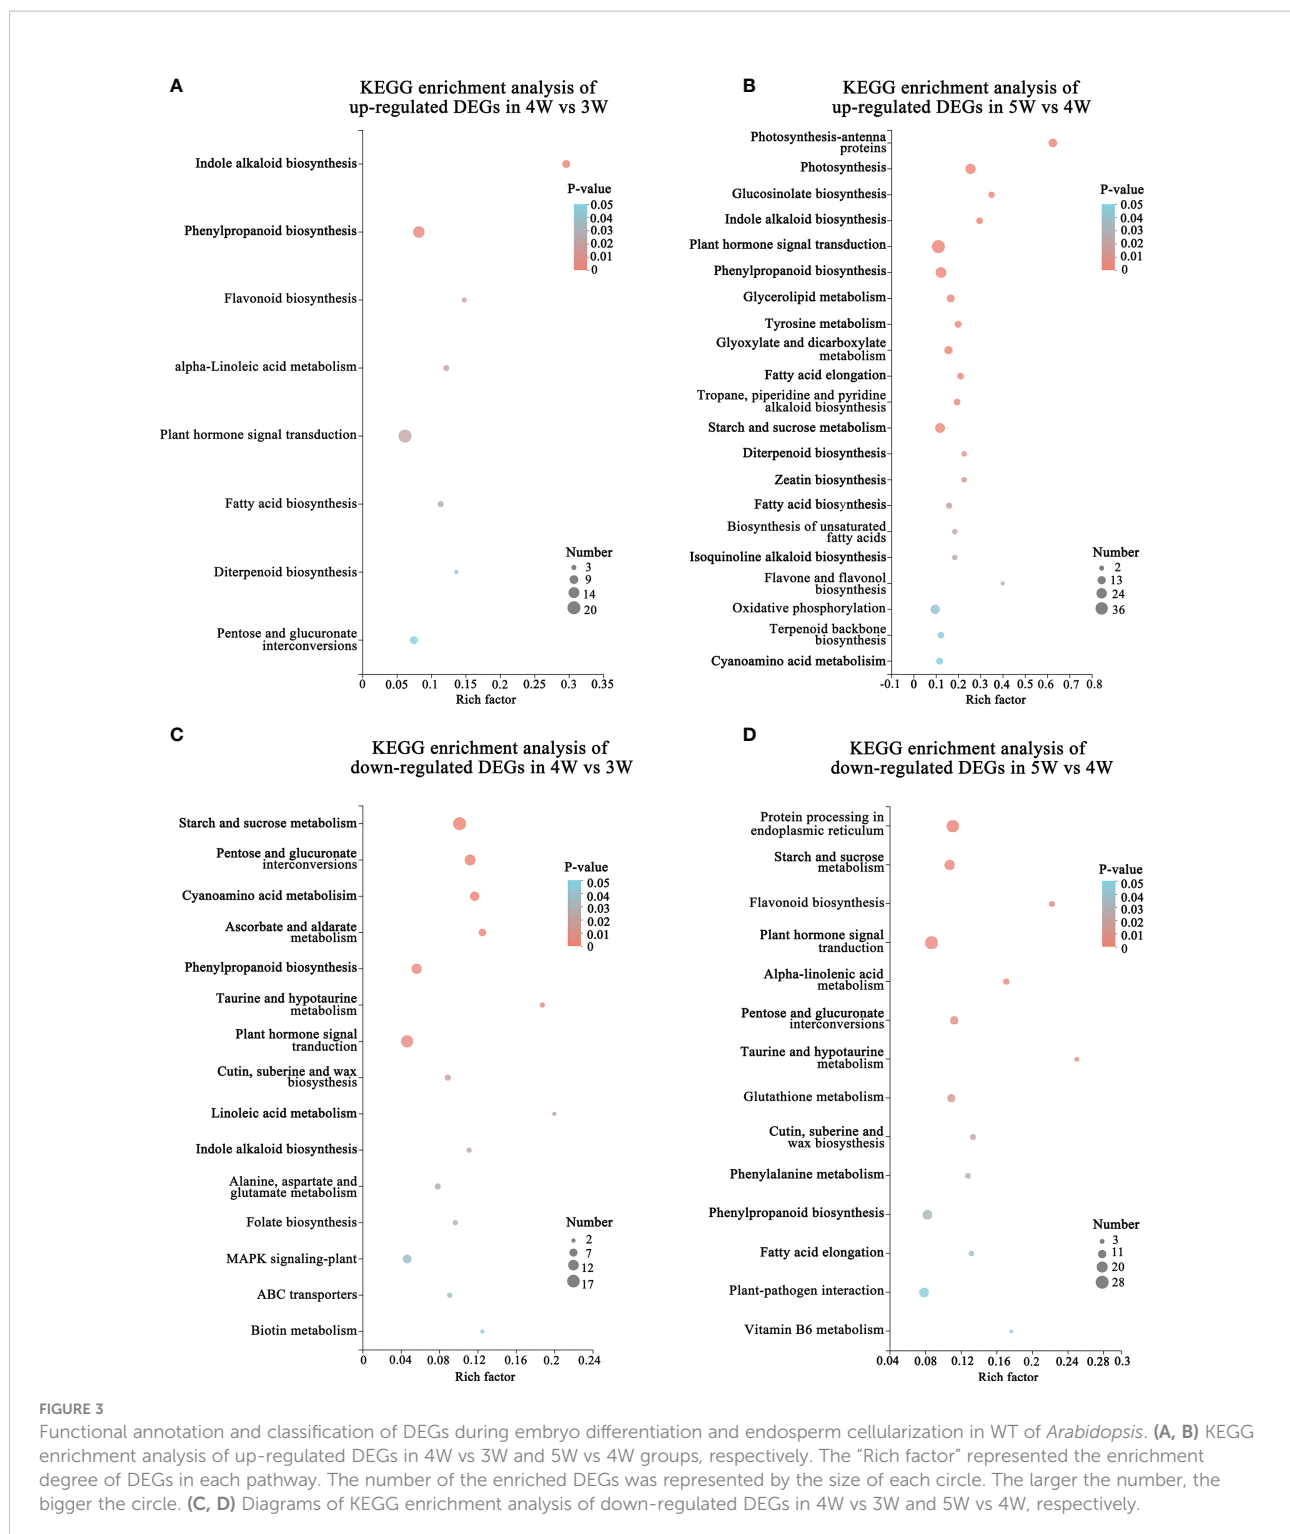 A
KEGG enrichment analysis of
up-regulated DEGs in 4W vs 3W
Indole alkaloid biosynthesis
Phenylpropanoid biosynthesis
Flavonoid biosynthesis
alpha-Linoleic acid metabolism
Plant hormone signal transduction
Fatty acid biosynthesis
Diterpenoid biosynthesis
Pentose and glucuronate
interconversions
P-value
0.05
0.04
0.03
0.02
0.01
0
Number
3
9
14
20
0 0.05 0.1 0.15 0.2 0.25 0.3 0.35
Rich factor
B
KEGG enrichment analysis of
up-regulated DEGs in 5W vs 4W
Photosynthesis-antenna
proteins
Photosynthesis
Glucosinolate biosynthesis
Indole alkaloid biosynthesis
Plant hormone signal transduction
Phenylpropanoid biosynthesis
Glycerolipid metabolism
Tyrosine metabolism
Glyoxylate and dicarboxylate
metabolism
Fatty acid elongation
Tropane, piperidine and pyridine
alkaloid biosynthesis
Starch and sucrose metabolism
Diterpenoid biosynthesis
Zeatin biosynthesis
Fatty acid biosynthesis
Biosynthesis of unsaturated
fatty acids
Isoquinoline alkaloid biosynthesis
Flavone and flavonol
biosynthesis
Oxidative phosphorylation
Terpenoid backbone
biosynthesis
Cyanoamino acid metabolisim
P-value
0.05
0.04
0.03
0.02
0.01
0
Number
2
13
24
36
-0.1 0 0.1 0.2 0.3 0.4 0.5 0.6 0.7 0.8
Rich factor
C
KEGG enrichment analysis of
down-regulated DEGs in 4W vs 3W
Starch and sucrose metabolism
Pentose and glucuronate
interconversions
Cyanoamino acid metabolisim
Ascorbate and aldarate
metabolism
Phenylpropanoid biosynthesis
Taurine and hypotaurine
metabolism
Plant hormone signal
tranduction
Cutin, suberine and wax
biosysthesis
Linoleic acid metabolism
Indole alkaloid biosynthesis
Alanine, aspartate and
glutamate metabolism
Folate biosynthesis
MAPK signaling-plant
ABC transporters
Biotin metabolism
P-value
0.05
0.04
0.03
0.02
0.01
0
Number
2
7
12
17
0 0.04 0.08 0.12 0.16 0.2 0.24
Rich factor
D
KEGG enrichment analysis of
down-regulated DEGs in 5W vs 4W
Protein processing in
endoplasmic reticulum
Starch and sucrose
metabolism
Flavonoid biosynthesis
Plant hormone signal
tranduction
Alpha-linolenic acid
metabolism
Pentose and glucuronate
interconversions
Taurine and hypotaurine
metabolism
Glutathione metabolism
Cutin, suberine and
wax biosysthesis
Phenylalanine metabolism
Phenylpropanoid biosynthesis
Fatty acid elongation
Plant-pathogen interaction
Vitamin B6 metabolism
P-value
0.05
0.04
0.03
0.02
0.01
0
Number
3
11
20
28
0.04 0.08 0.12 0.16 0.2 0.24 0.28 0.3
Rich factor
FIGURE 3
Functional annotation and classification of DEGs during embryo differentiation and endosperm cellularization in WT of Arabidopsis. (A, B) KEGG
enrichment analysis of up-regulated DEGs in 4W vs 3W and 5W vs 4W groups, respectively. The “Rich factor“ represented the enrichment
degree of DEGs in each pathway. The number of the enriched DEGs was represented by the size of each circle. The larger the number, the
bigger the circle. (C, D) Diagrams of KEGG enrichment analysis of down-regulated DEGs in 4W vs 3W and 5W vs 4W, respectively.